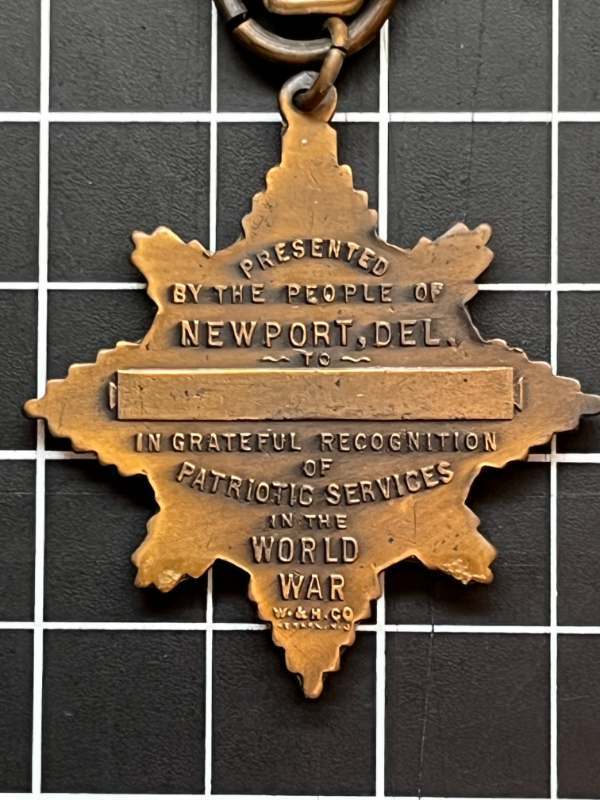 PRESENTED
BY THE PEOPLE OF
NEWPORT, DEL.
~ TO ~
IN GRATEFUL RECOGNITION
OF
PATRIOTIC SERVICES
IN THE
WORLD
WAR
W. & H. CO